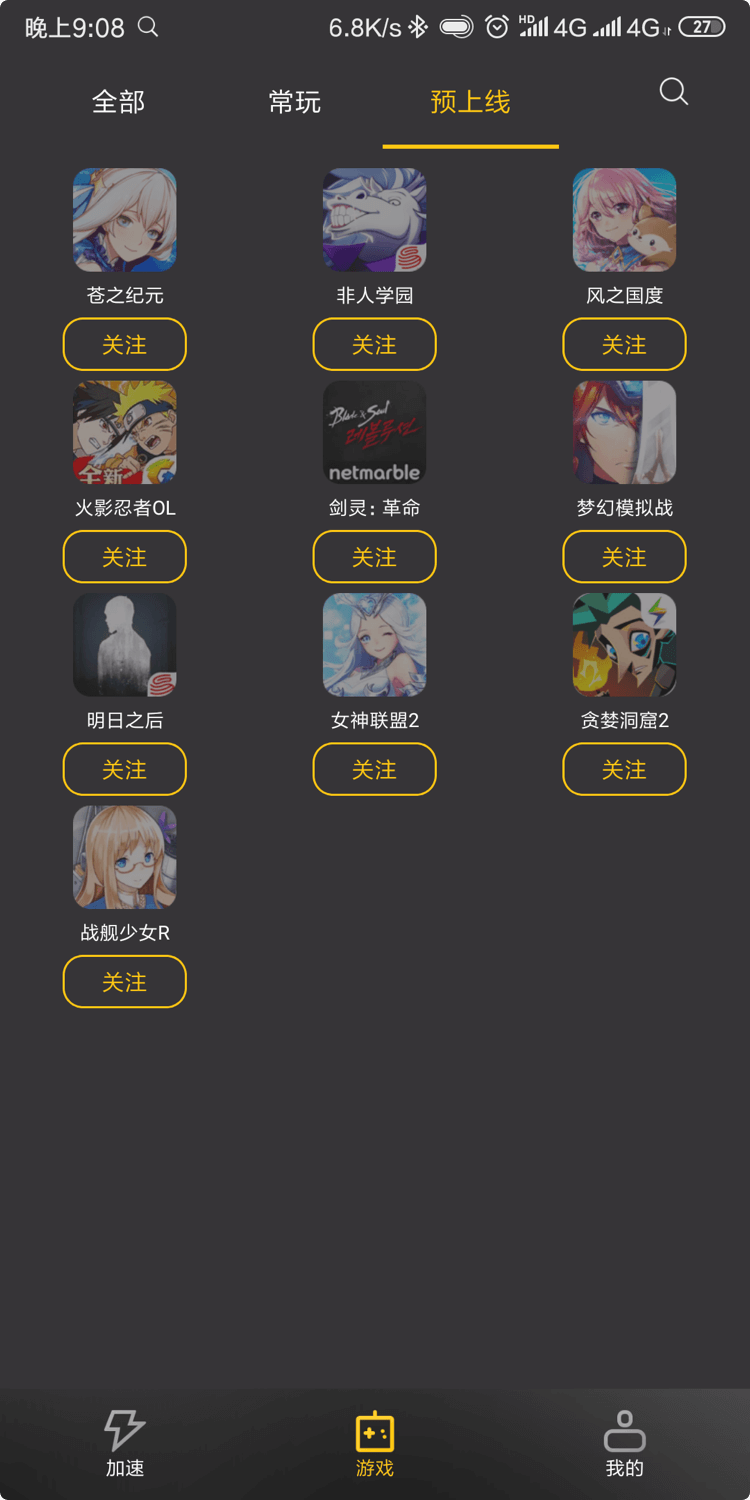 晚上9:08 6.8K/s HD 4G 4G 27
全部 常玩 预上线
苍之纪元 非人学园 风之国度
关注 关注 关注
全新
Blade & Soul
레볼루션
netmarble
火影忍者OL 剑灵：革命 梦幻模拟战
关注 关注 关注
明日之后 女神联盟2 贪婪洞窟2
关注 关注 关注
战舰少女R
关注
加速 游戏 我的